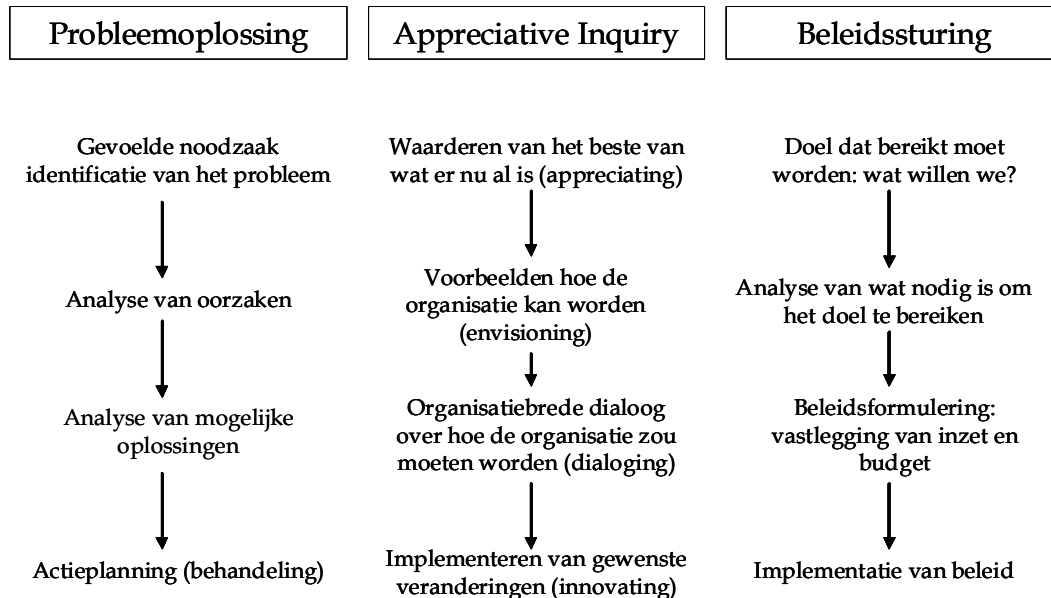 Probleemoplossing
Gevoelde noodzaak
identificatie van het probleem
Analyse van oorzaken
Analyse van mogelijke
oplossingen
Actieplanning (behandeling)
Appreciative Inquiry
Waarderen van het beste van
wat er nu al is (appreciating)
Voorbeelden hoe de
organisatie kan worden
(envisioning)
Organisatiebrede dialoog
over hoe de organisatie zou
moeten worden (dialoging)
Implementeren van gewenste
veranderingen (innovating)
Beleidssturing
Doel dat bereikt moet
worden: wat willen we?
Analyse van wat nodig is om
het doel te bereiken
Beleidsformulering:
vastlegging van inzet en
budget
Implementatie van beleid